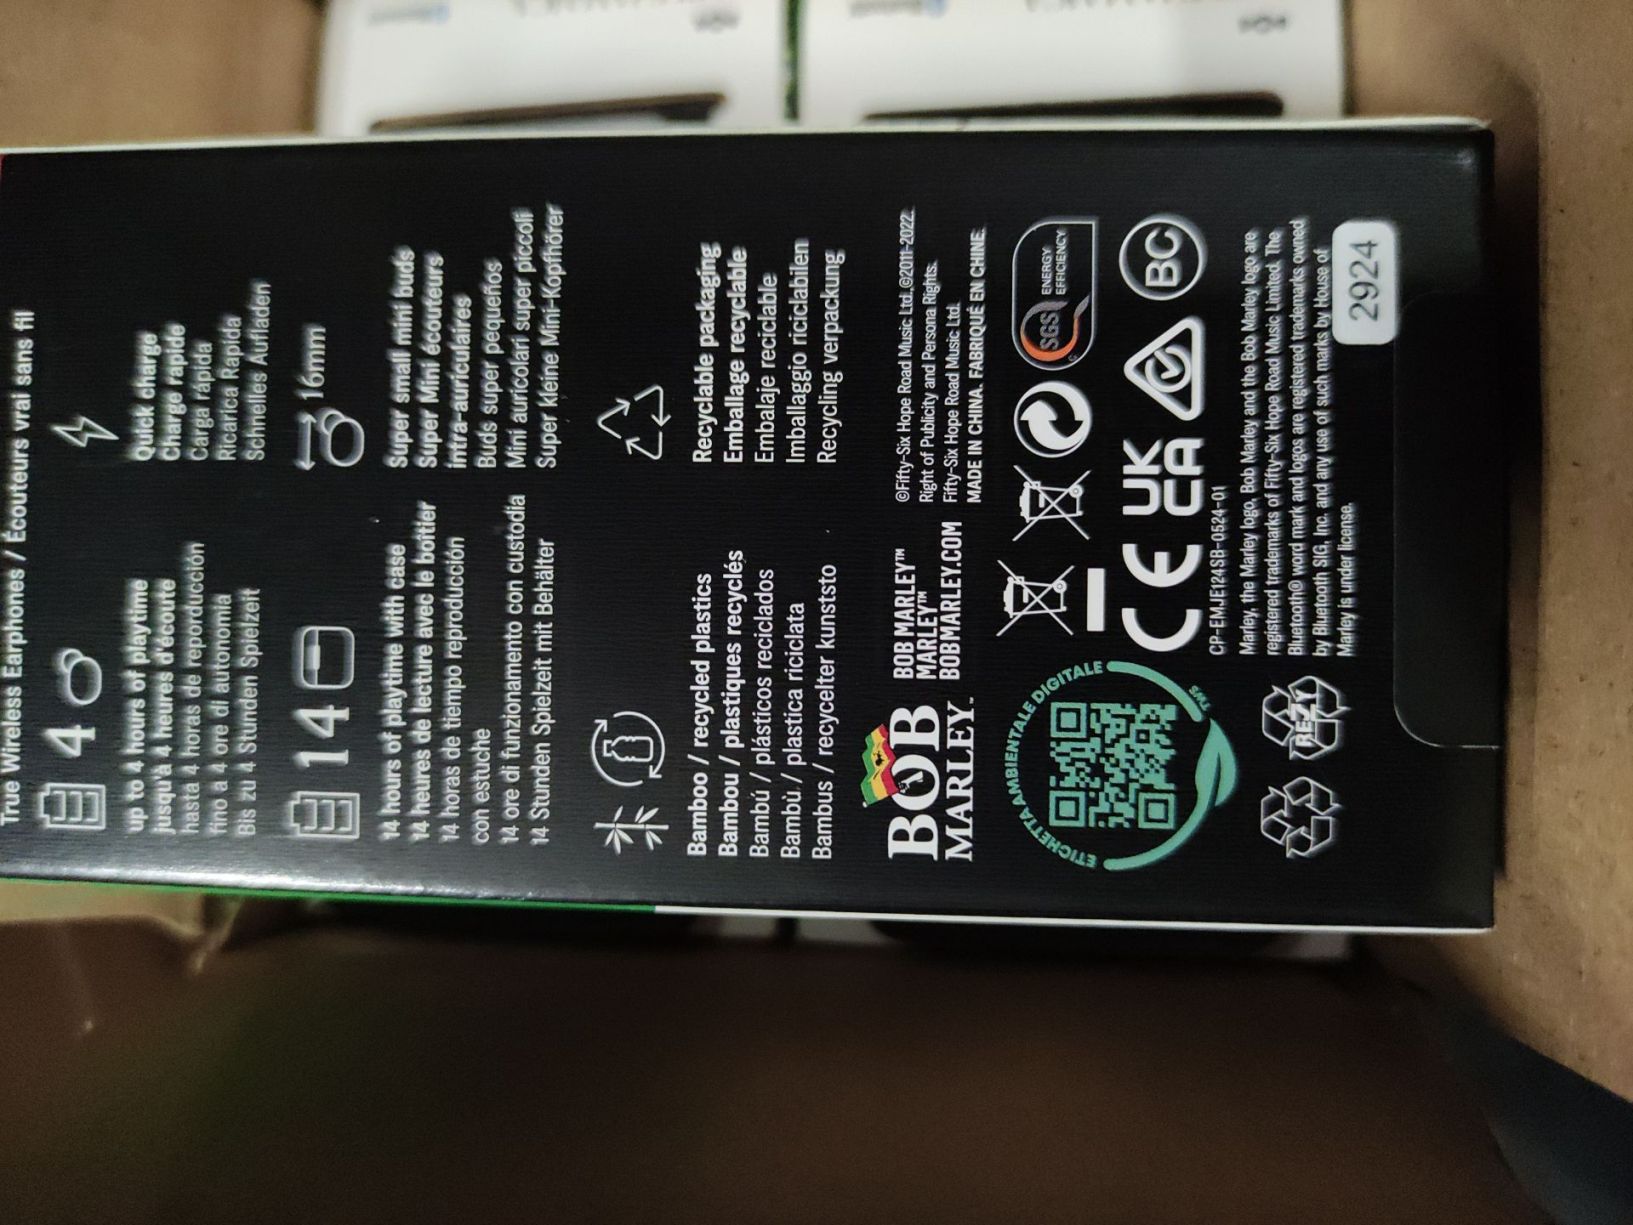 True Wireless Earphones / Écouteurs vrai sans fil
4
up to 4 hours of playtime
jusqu'à 4 heures d'écoute
hasta 4 horas de reproducción
fino a 4 ore di autonomia
Bis zu 4 Stunden Spielzeit
Quick charge
Charge rapide
Carga rápida
Ricarica Rapida
Schnelles Aufladen
14
14 hours of playtime with case
14 heures de lecture avec le boîtier
14 horas de tiempo reproducción
con estuche
14 ore di funzionamento con custodia
14 Stunden Spielzeit mit Behälter
16mm
Super small mini buds
Super Mini écouteurs
intra-auriculaires
Buds super pequeños
Mini auricolari super piccoli
Super kleine Mini-Kopfhörer
Bamboo / recycled plastics
Bambou / plastiques recyclés
Bambú / plásticos reciclados
Bambù / plastica riciclata
Bambus / recycelter kunststo
Recyclable packaging
Emballage recyclable
Embalaje reciclable
Imballaggio riciclabilen
Recycling verpackung
BOB
MARLEY
BOB MARLEY™
MARLEY™
BOBMARLEY.COM
©Fifty-Six Hope Road Music Ltd.,©2011-2022.
Right of Publicity and Persona Rights.
Fifty-Six Hope Road Music Ltd.
MADE IN CHINA. FABRIQUÉ EN CHINE.
ETICHETTA AMBIENTALE DIGITALE
TWS
SGS
ENERGY
EFFICIENCY
C
CE
UK
CA
BC
CP-EMJE124SB-0524-01
REZY
Marley, the Marley logo, Bob Marley and the Bob Marley logo are
registered trademarks of Fifty-Six Hope Road Music Limited. The
Bluetooth® word mark and logos are registered trademarks owned
by Bluetooth SIG, Inc. and any use of such marks by House of
Marley is under license.
2924